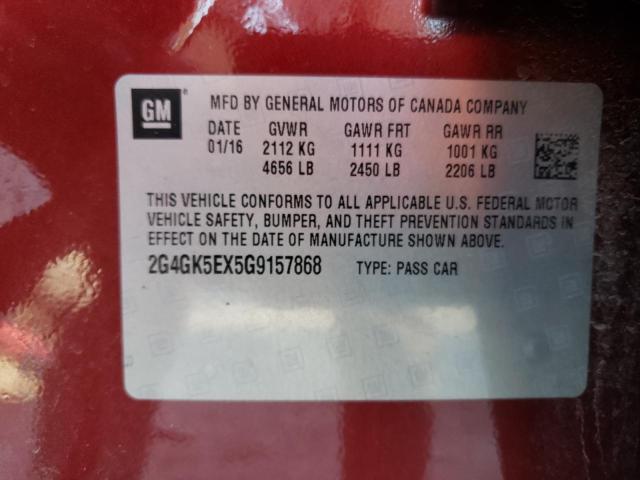 GM
MFD BY GENERAL MOTORS OF CANADA COMPANY
DATE GVWR GAWR FRT GAWR RR
01/16 2112 KG 1111 KG 1001 KG
4656 LB 2450 LB 2206 LB
THIS VEHICLE CONFORMS TO ALL APPLICABLE U.S. FEDERAL MOTOR
VEHICLE SAFETY, BUMPER, AND THEFT PREVENTION STANDARDS IN
EFFECT ON THE DATE OF MANUFACTURE SHOWN ABOVE.
2G4GK5EX5G9157868 TYPE: PASS CAR